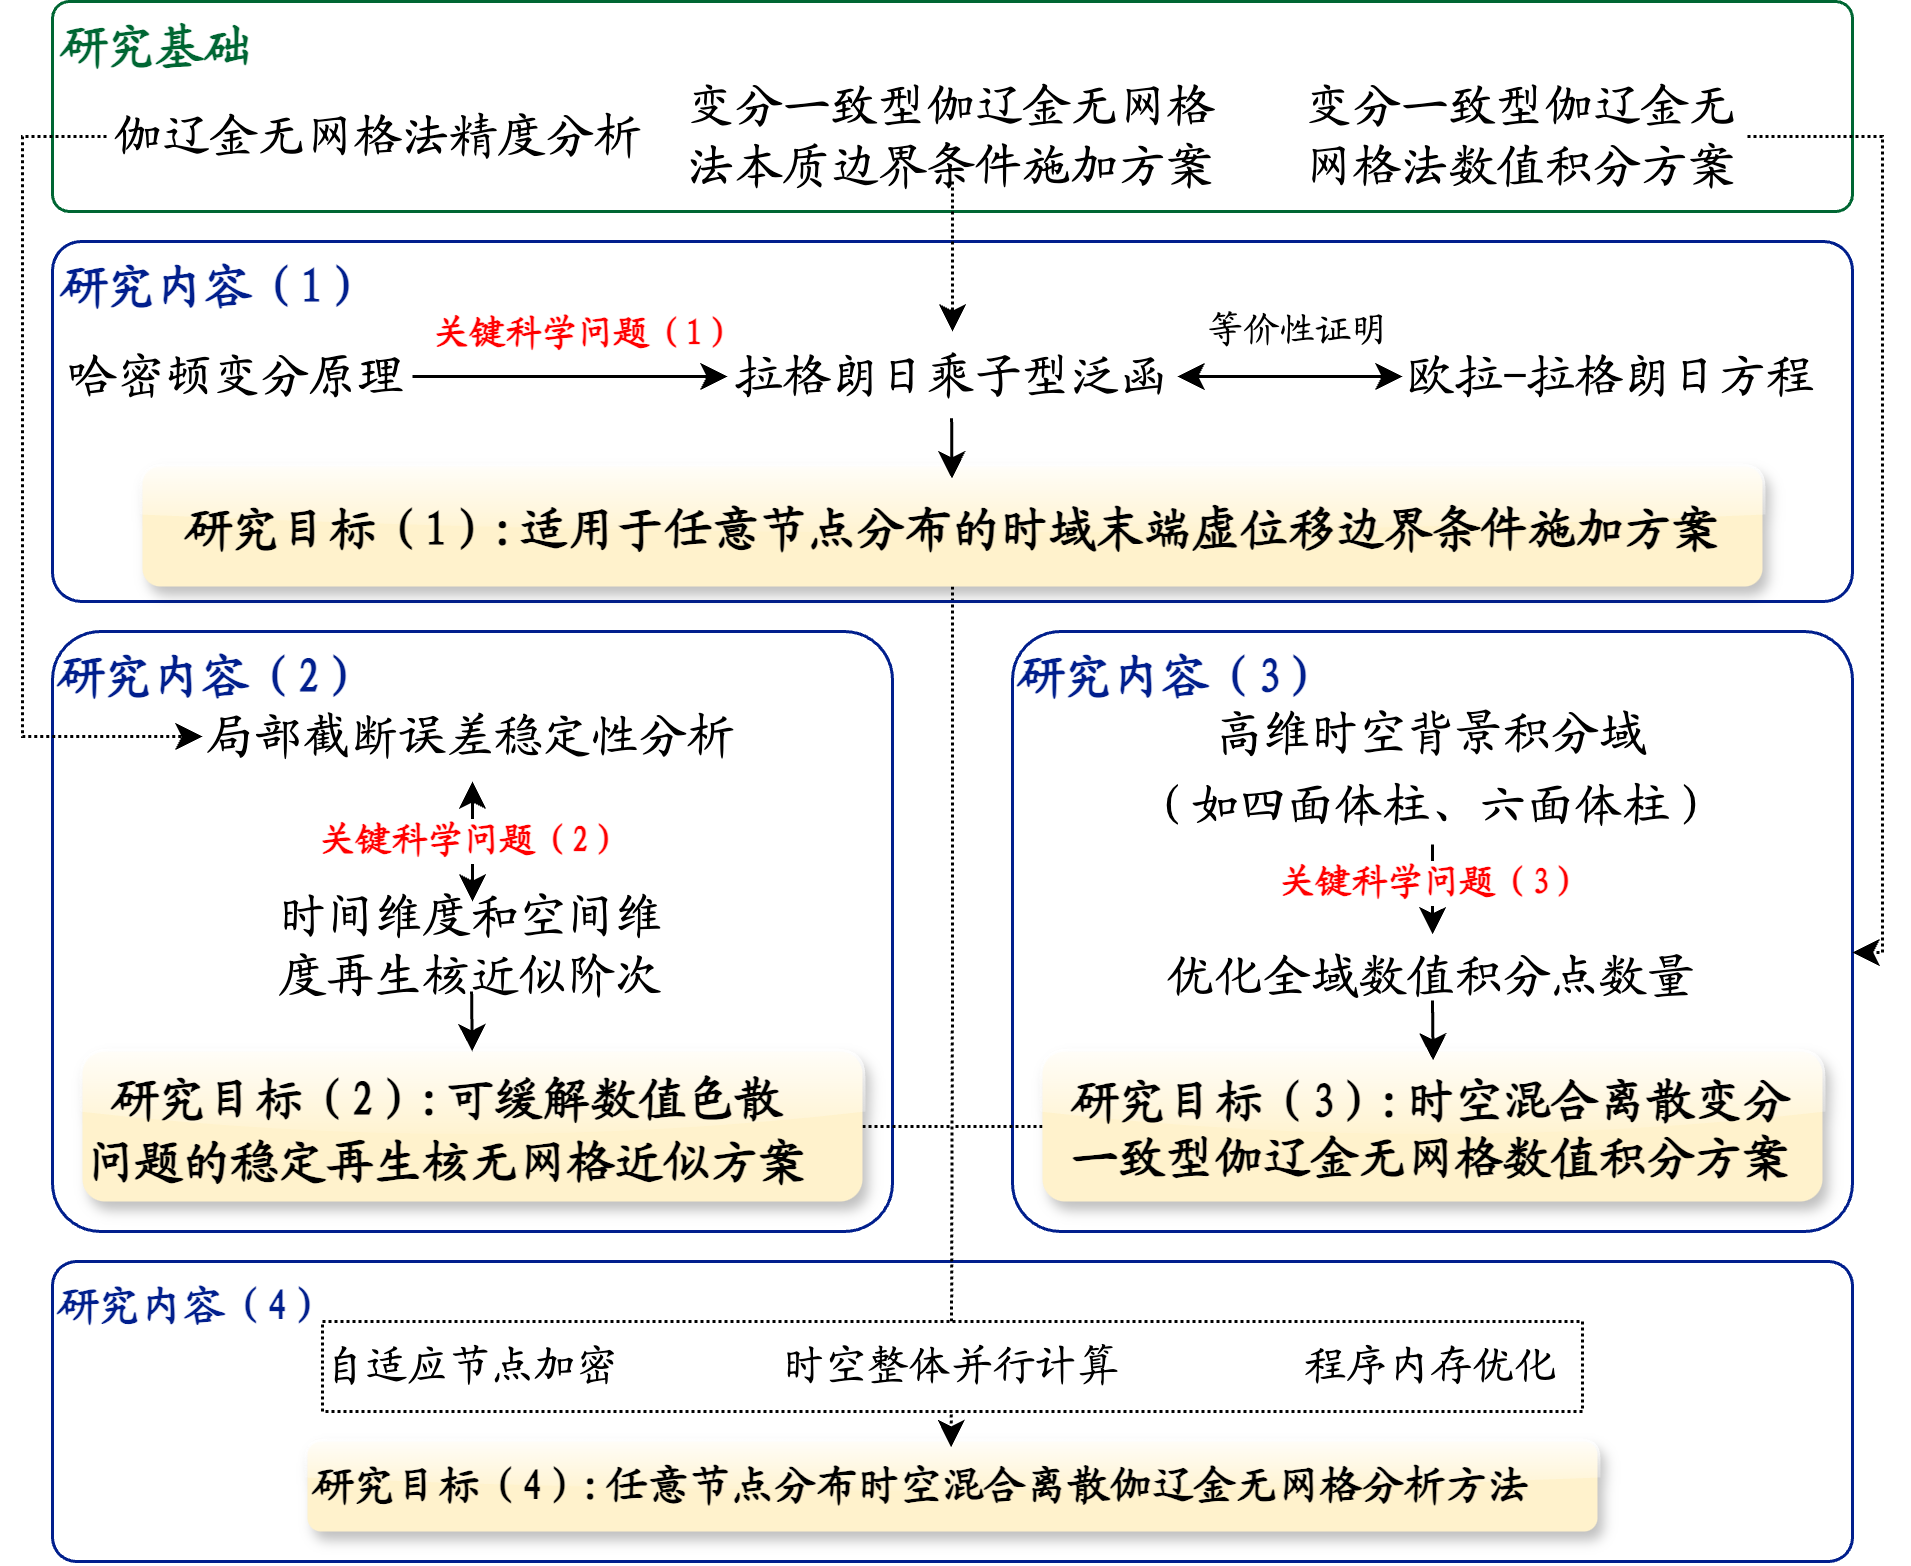 研究基础
伽辽金无网格法精度分析
变分一致型伽辽金无网格
法本质边界条件施加方案
变分一致型伽辽金无
网格法数值积分方案
研究内容（1）
哈密顿变分原理
关键科学问题（1）
拉格朗日乘子型泛函
等价性证明
欧拉-拉格朗日方程
研究目标（1）：适用于任意节点分布的时域末端虚位移边界条件施加方案
研究内容（2）
局部截断误差稳定性分析
关键科学问题（2）
时间维度和空间维
度再生核近似阶次
研究目标（2）：可缓解数值色散
问题的稳定再生核无网格近似方案
研究内容（3）
高维时空背景积分域
（如四面体柱、六面体柱）
关键科学问题（3）
优化全域数值积分点数量
研究目标（3）：时空混合离散变分
一致型伽辽金无网格数值积分方案
研究内容（4）
自适应节点加密
时空整体并行计算
程序内存优化
研究目标（4）：任意节点分布时空混合离散伽辽金无网格分析方法